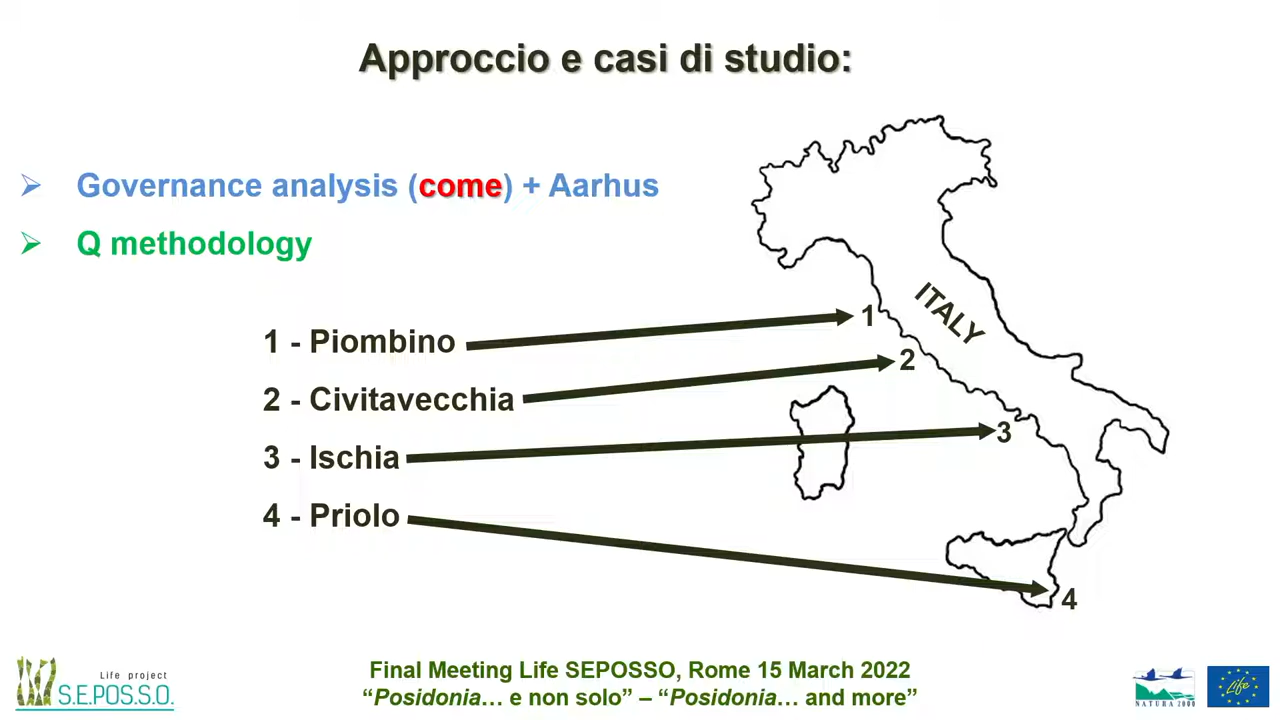 Approccio e casi di studio:
Governance analysis (come) + Aarhus
Q methodology
1 - Piombino
2 - Civitavecchia
3 - Ischia
4 - Priolo
ITALY
1
2
3
4
Life project
S.E.POS.S.O.
Final Meeting Life SEPOSSO, Rome 15 March 2022
“Posidonia… e non solo” – “Posidonia… and more”
NATURA 2000
Life